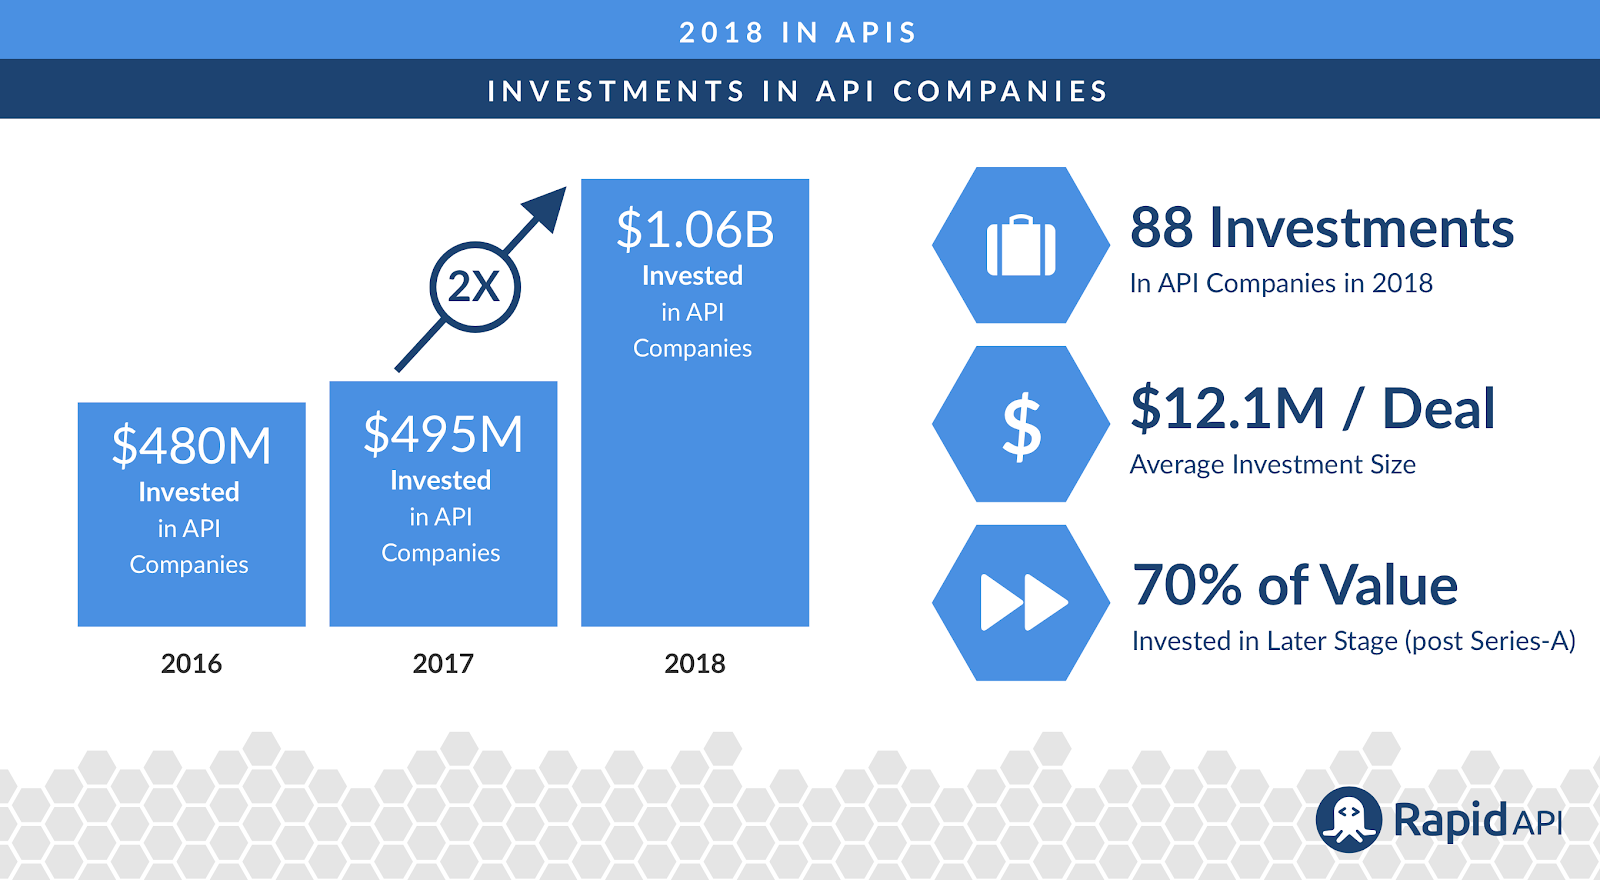 2018 IN APIS
INVESTMENTS IN API COMPANIES
$480M
Invested
in API
Companies
2016
$495M
Invested
in API
Companies
2017
2X
$1.06B
Invested
in API
Companies
2018
88 Investments
In API Companies in 2018
$
$12.1M / Deal
Average Investment Size
70% of Value
Invested in Later Stage (post Series-A)
RapidAPI